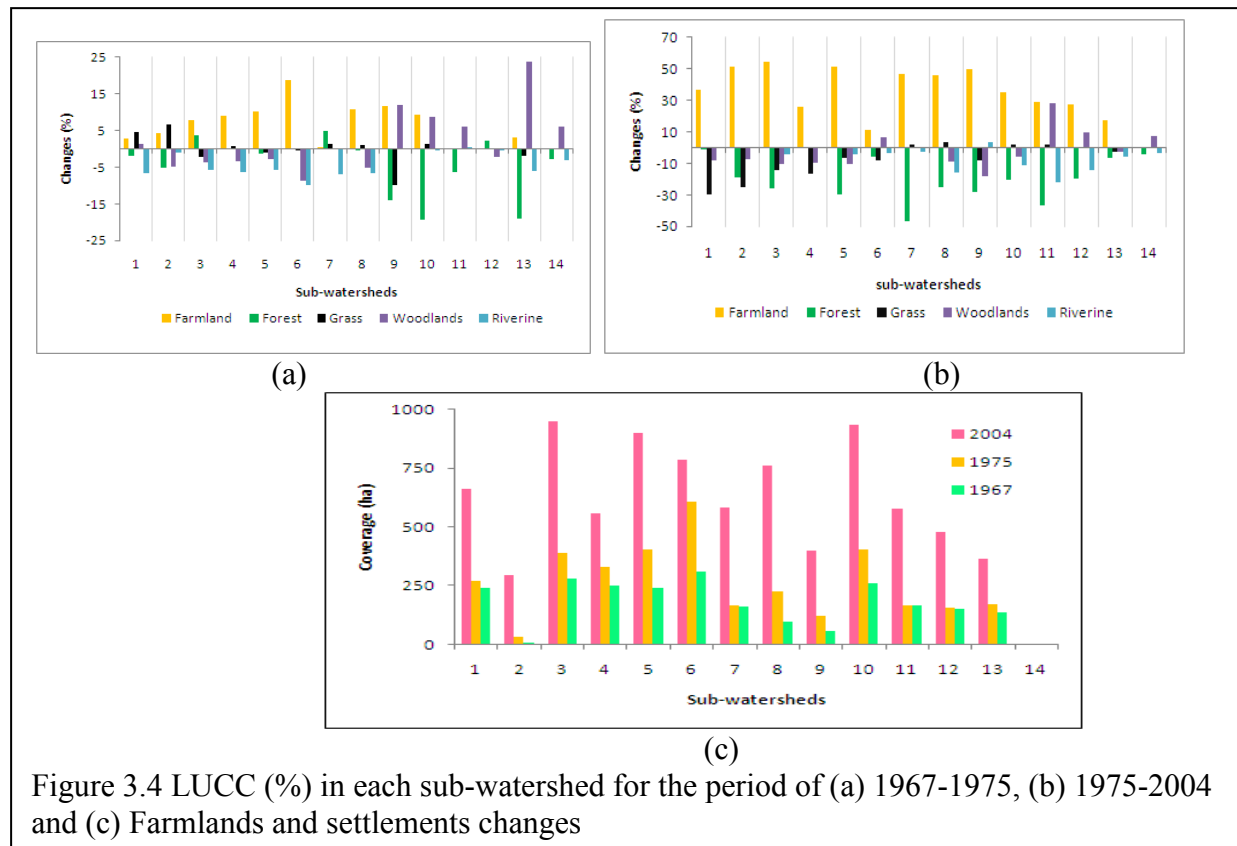 25
15
5
-5
-15
-25
Changes (%)
1 2 3 4 5 6 7 8 9 10 11 12 13 14
Sub-watersheds
Farmland Forest Grass Woodlands Riverine
(a)
70
50
30
10
-10
-30
-50
Changes (%)
1 2 3 4 5 6 7 8 9 10 11 12 13 14
sub-watersheds
Farmland Forest Grass Woodlands Riverine
(b)
1000
750
500
250
0
Coverage (ha)
2004
1975
1967
1 2 3 4 5 6 7 8 9 10 11 12 13 14
Sub-watersheds
(c)
Figure 3.4 LUCC (%) in each sub-watershed for the period of (a) 1967-1975, (b) 1975-2004
and (c) Farmlands and settlements changes